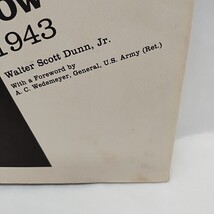 ow
1943
Walter Scott Dunn, Jr.
With a Foreword by
A. C. Wedemeyer, General, U.S. Army (Ret.)